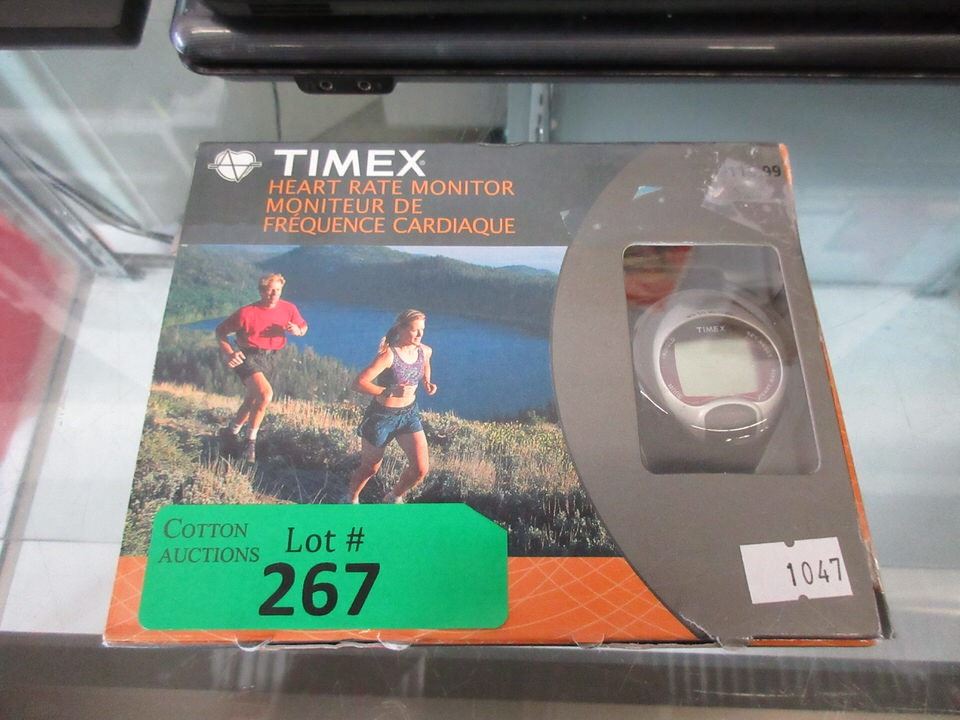 TIMEX
HEART RATE MONITOR
MONITEUR DE
FRÉQUENCE CARDIAQUE
TIMEX
COTTON
AUCTIONS
Lot #
267
1047